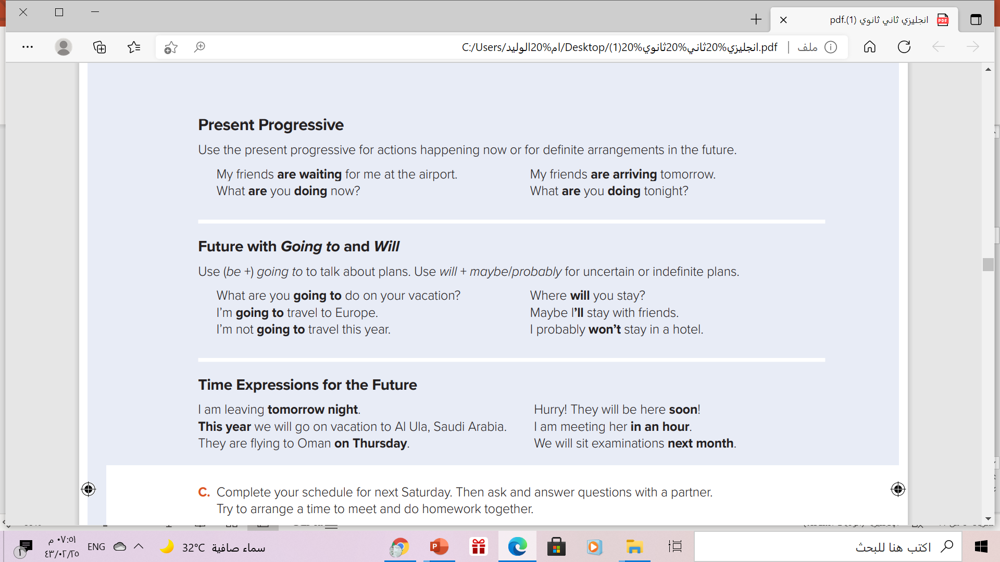 انجليزي ثاني ثانوي (1).pdf
C:/Users/ام%20الوليد/Desktop/انجليزي%20ثاني%20ثانوي%20(1).pdf
ملف
Present Progressive
Use the present progressive for actions happening now or for definite arrangements in the future.
My friends are waiting for me at the airport.
What are you doing now?
My friends are arriving tomorrow.
What are you doing tonight?
Future with Going to and Will
Use (be +) going to to talk about plans. Use will + maybe/probably for uncertain or indefinite plans.
What are you going to do on your vacation?
I'm going to travel to Europe.
I'm not going to travel this year.
Where will you stay?
Maybe I'll stay with friends.
I probably won't stay in a hotel.
Time Expressions for the Future
I am leaving tomorrow night.
This year we will go on vacation to Al Ula, Saudi Arabia.
They are flying to Oman on Thursday.
Hurry! They will be here soon!
I am meeting her in an hour.
We will sit examinations next month.
C. Complete your schedule for next Saturday. Then ask and answer questions with a partner.
Try to arrange a time to meet and do homework together.
٠٧:٥١ م
٤٣/٠٢/٢٥
١
ENG
32°C سماء صافية
اكتب هنا للبحث